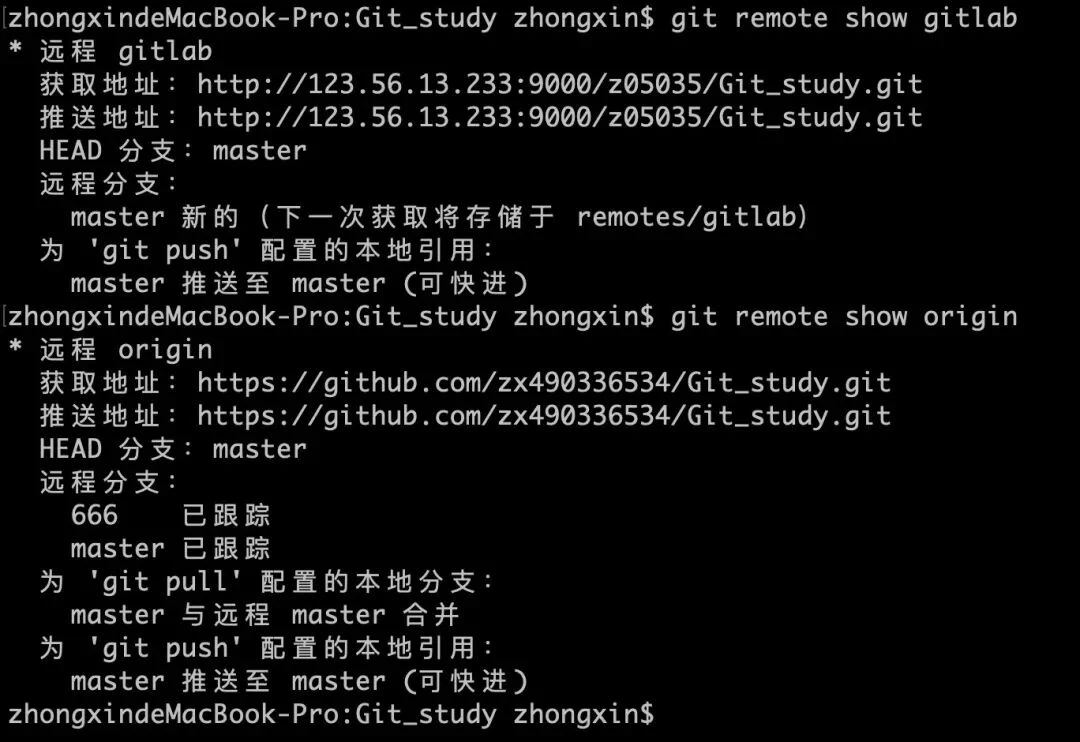 zhongxindeMacBook-Pro:Git_study zhongxin$ git remote show gitlab
* 远程 gitlab
  获取地址：http://123.56.13.233:9000/z05035/Git_study.git
  推送地址：http://123.56.13.233:9000/z05035/Git_study.git
  HEAD 分支：master
  远程分支：
    master 新的（下一次获取将存储于 remotes/gitlab）
  为 'git push' 配置的本地引用：
    master 推送至 master (可快进)
zhongxindeMacBook-Pro:Git_study zhongxin$ git remote show origin
* 远程 origin
  获取地址：https://github.com/zx490336534/Git_study.git
  推送地址：https://github.com/zx490336534/Git_study.git
  HEAD 分支：master
  远程分支：
    666    已跟踪
    master 已跟踪
  为 'git pull' 配置的本地分支：
    master 与远程 master 合并
  为 'git push' 配置的本地引用：
    master 推送至 master (可快进)
zhongxindeMacBook-Pro:Git_study zhongxin$